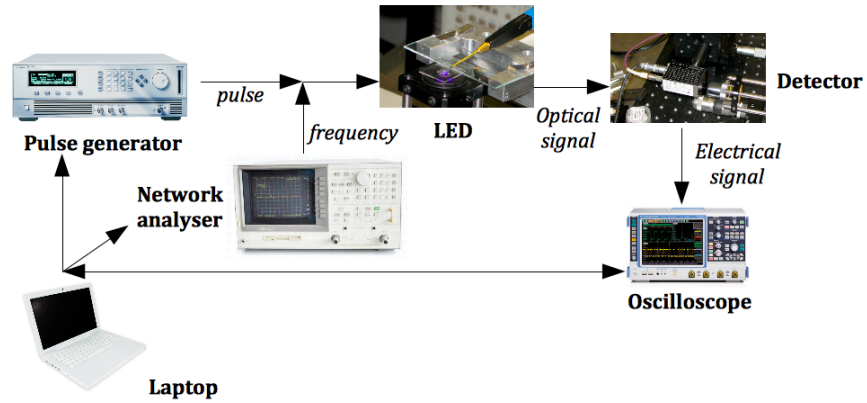 pulse
frequency
LED
Optical
signal
Detector
Pulse generator
Electrical
signal
Network
analyser
Oscilloscope
Laptop